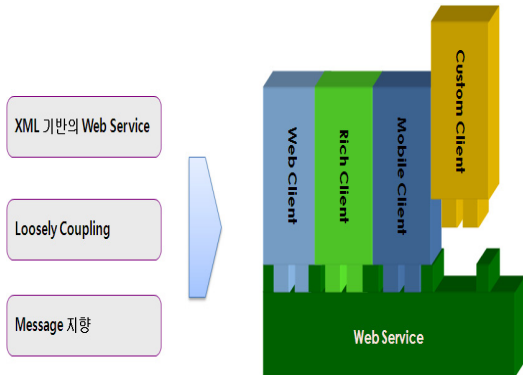 XML 기반의 Web Service
Loosely Coupling
Message 지향
Web Client
Rich Client
Mobile Client
Custom Client
Web Service